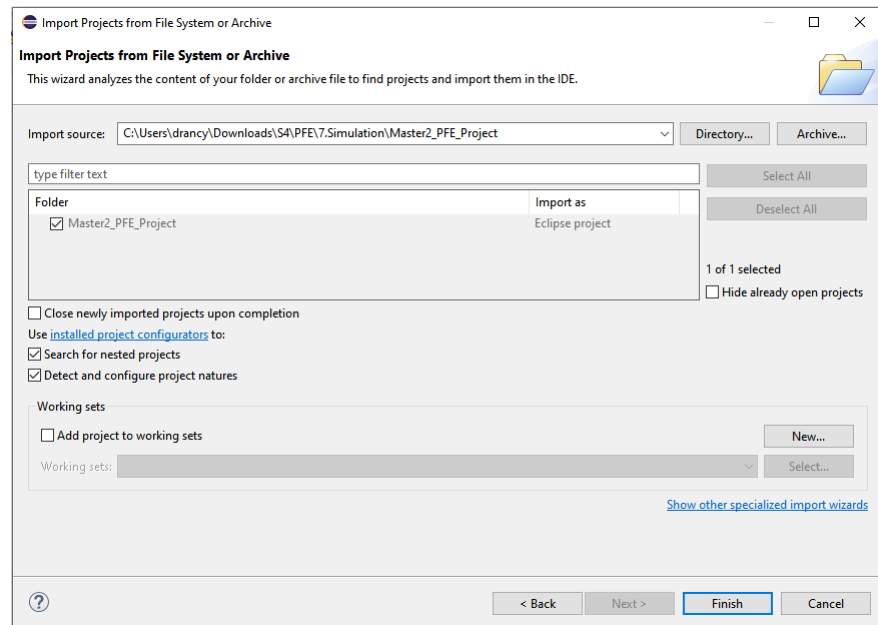 Import Projects from File System or Archive
Import Projects from File System or Archive
This wizard analyzes the content of your folder or archive file to find projects and import them in the IDE.
Import source: C:\Users\drancy\Downloads\S4\PFE\7.Simulation\Master2_PFE_Project Directory... Archive...
type filter text Select All
Folder Import as Deselect All
Master2_PFE_Project Eclipse project
1 of 1 selected
Hide already open projects
Close newly imported projects upon completion
Use installed project configurators to:
Search for nested projects
Detect and configure project natures
Working sets
Add project to working sets New...
Working sets: Select...
Show other specialized import wizards
? < Back Next > Finish Cancel